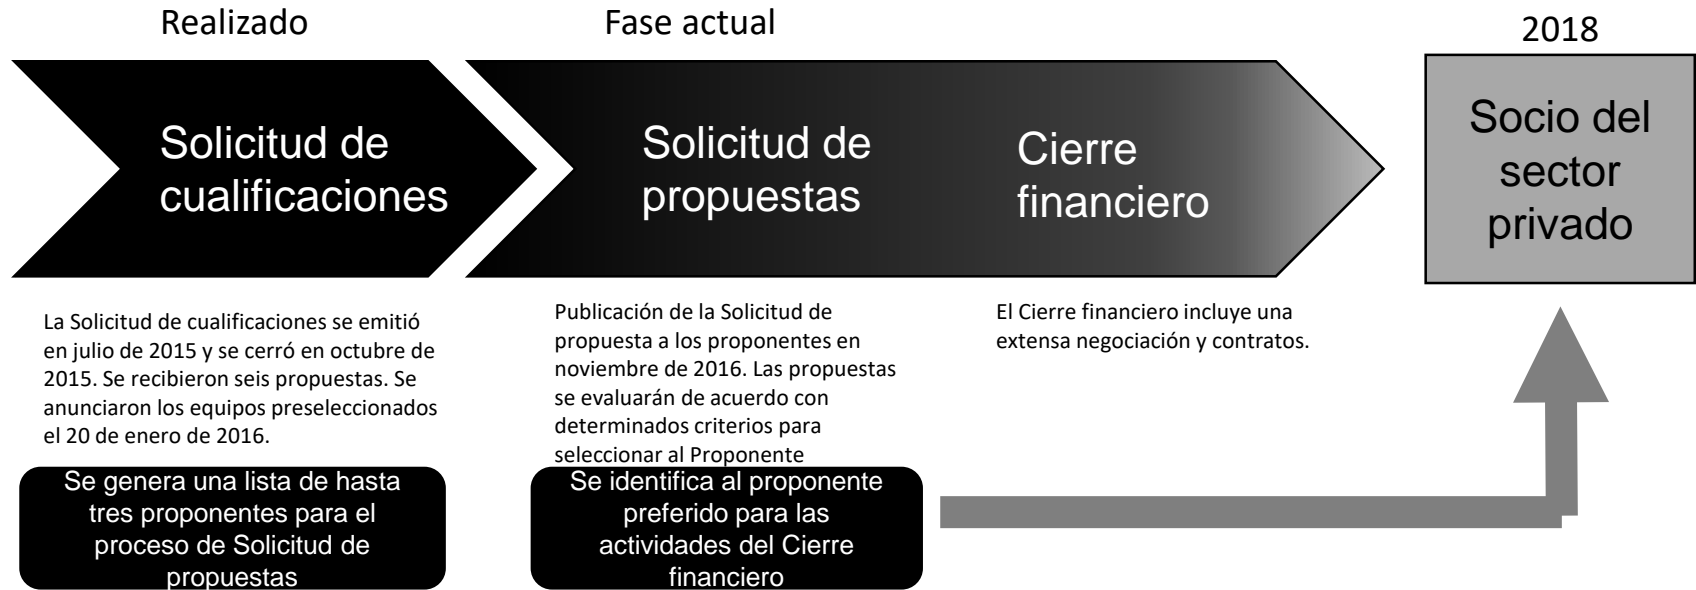 Realizado
Fase actual
2018
Solicitud de
cualificaciones
Solicitud de
propuestas
Cierre
financiero
Socio del
sector
privado
La Solicitud de cualificaciones se emitió
en julio de 2015 y se cerró en octubre de
2015. Se recibieron seis propuestas. Se
anunciaron los equipos preseleccionados
el 20 de enero de 2016.
Publicación de la Solicitud de
propuesta a los proponentes en
noviembre de 2016. Las propuestas
se evaluarán de acuerdo con
determinados criterios para
seleccionar al Proponente
El Cierre financiero incluye una
extensa negociación y contratos.
Se genera una lista de hasta
tres proponentes para el
proceso de Solicitud de
propuestas
Se identifica al proponente
preferido para las
actividades del Cierre
financiero